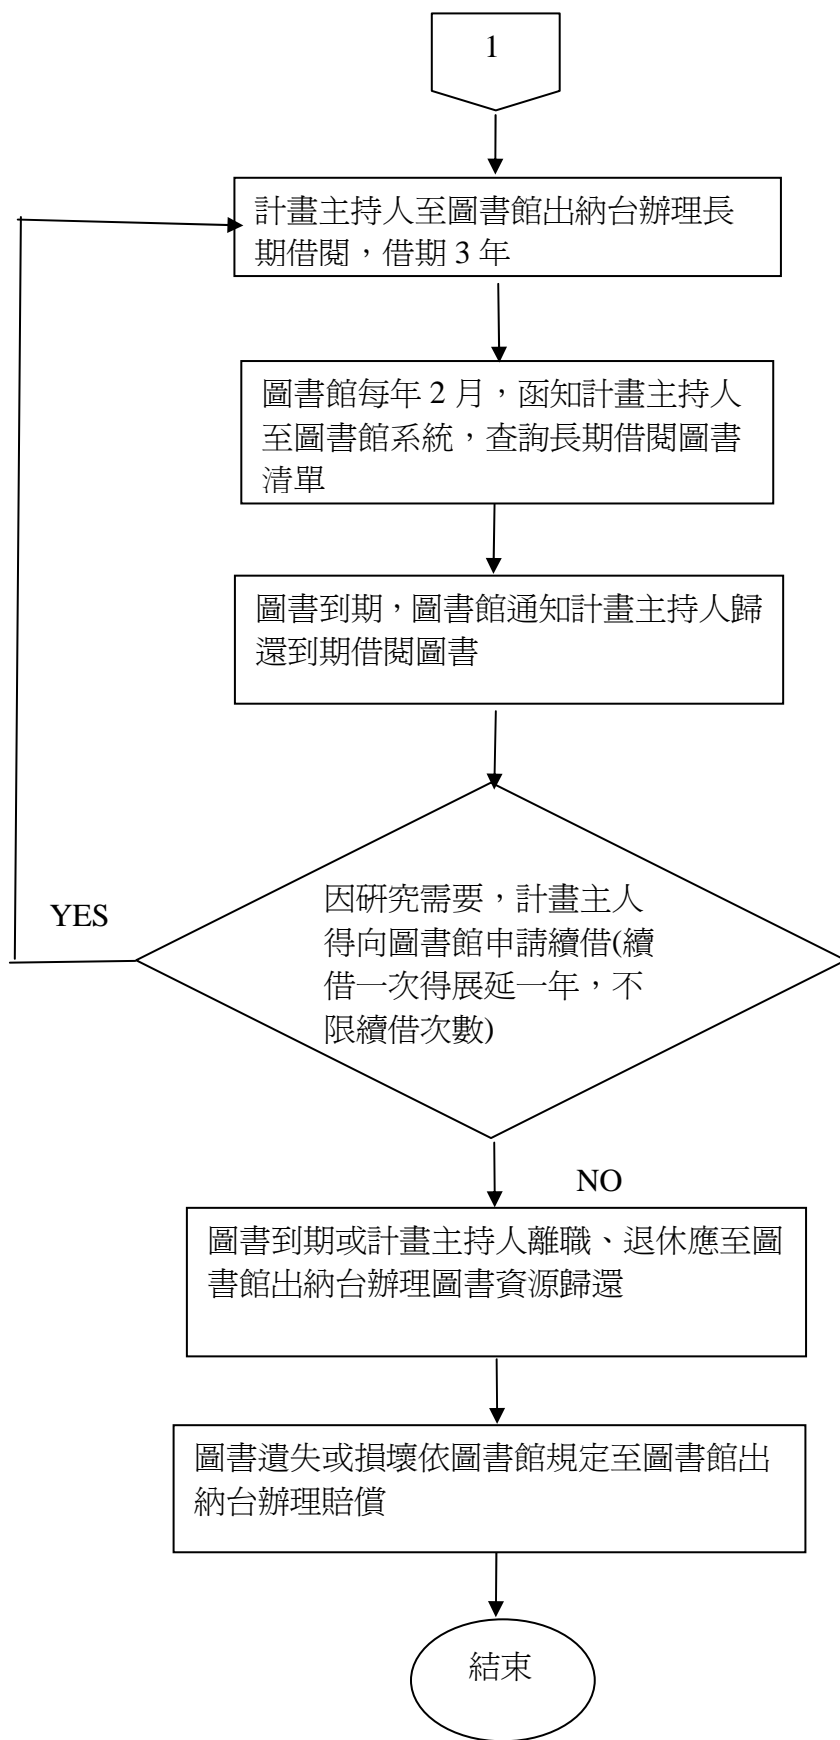 1
計畫主持人至圖書館出納台辦理長
期借閱，借期 3 年
圖書館每年 2 月，函知計畫主持人
至圖書館系統，查詢長期借閱圖書
清單
圖書到期，圖書館通知計畫主持人歸
還到期借閱圖書
YES
因研究需要，計畫主人
得向圖書館申請續借(續
借一次得展延一年，不
限續借次數)
NO
圖書到期或計畫主持人離職、退休應至圖
書館出納台辦理圖書資源歸還
圖書遺失或損壞依圖書館規定至圖書館出
納台辦理賠償
結束